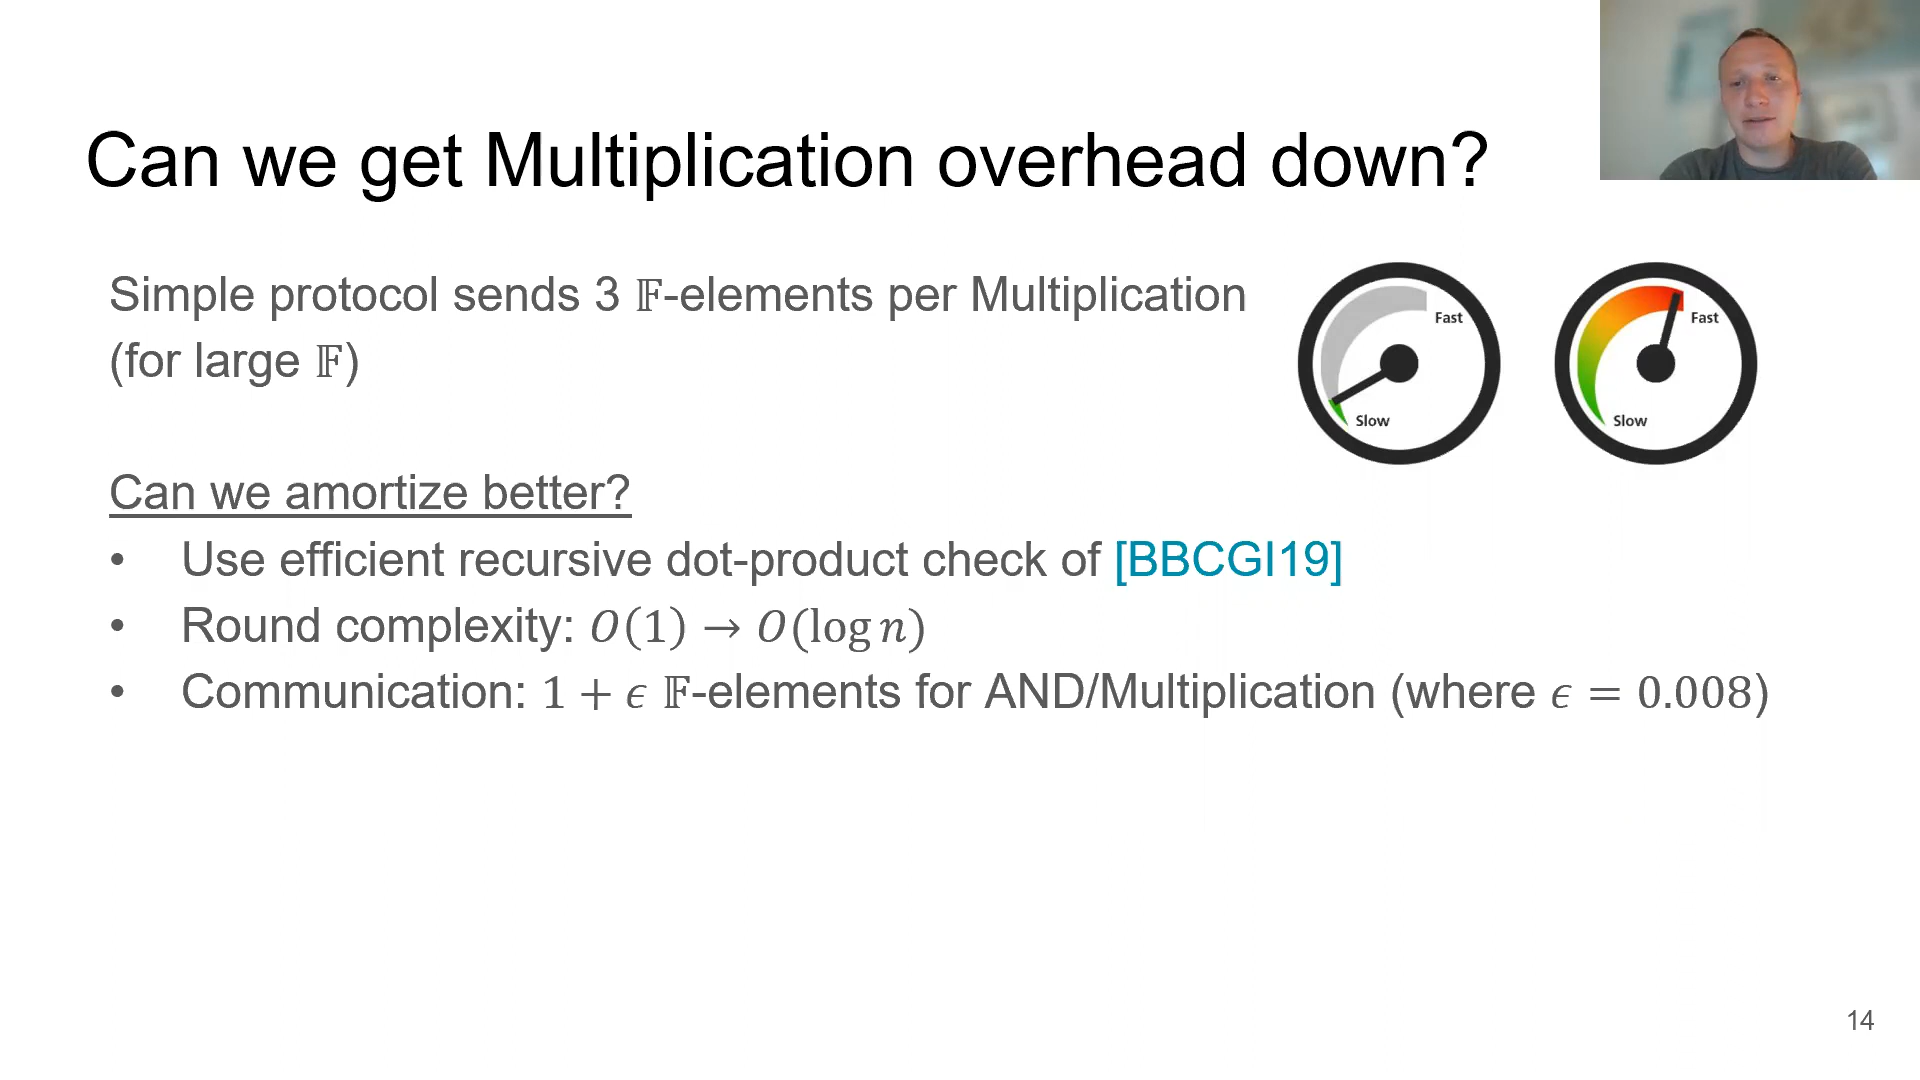 Can we get Multiplication overhead down?
Simple protocol sends 3 𝔽-elements per Multiplication
(for large 𝔽)
Fast
Slow
Fast
Slow
Can we amortize better?
• Use efficient recursive dot-product check of [BBCGI19]
• Round complexity: O(1) → O(log n)
• Communication: 1 + ϵ 𝔽-elements for AND/Multiplication (where ϵ = 0.008)
14